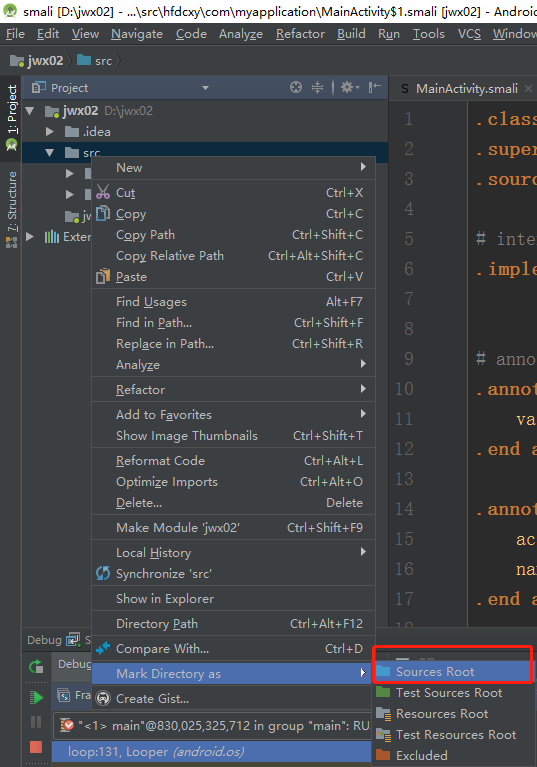 smali [D:\jwx02] - ...\src\hfdcxy\com\myapplication\MainActivity$1.smali [jwx02] - Android
File Edit View Navigate Code Analyze Refactor Build Run Tools VCS Window
jwx02 src
1: Project
7: Structure
Project
jwx02 D:\jwx02
.idea
src
jw
Exter
New
Cut Ctrl+X
Copy Ctrl+C
Copy Path Ctrl+Shift+C
Copy Relative Path Ctrl+Alt+Shift+C
Paste Ctrl+V
Find Usages Alt+F7
Find in Path... Ctrl+Shift+F
Replace in Path... Ctrl+Shift+R
Analyze
Refactor
Add to Favorites
Show Image Thumbnails Ctrl+Shift+T
Reformat Code Ctrl+Alt+L
Optimize Imports Ctrl+Alt+O
Delete... Delete
Make Module 'jwx02' Ctrl+Shift+F9
Local History
Synchronize 'src'
Show in Explorer
Directory Path Ctrl+Alt+F12
Compare With... Ctrl+D
Mark Directory as
Create Gist...
Sources Root
Test Sources Root
Resources Root
Test Resources Root
Excluded
MainActivity.smali
1 .class
2 .super
3 .sourc
4
5 # inte
6 .imple
7
8
9 # anno
10 .annot
11 va
12 .end a
13
14 .annot
15 ac
16 na
17 .end a
Debug S
Debug
Fra
"<1> main"@830,025,325,712 in group "main": RU
loop:131, Looper (android.os)